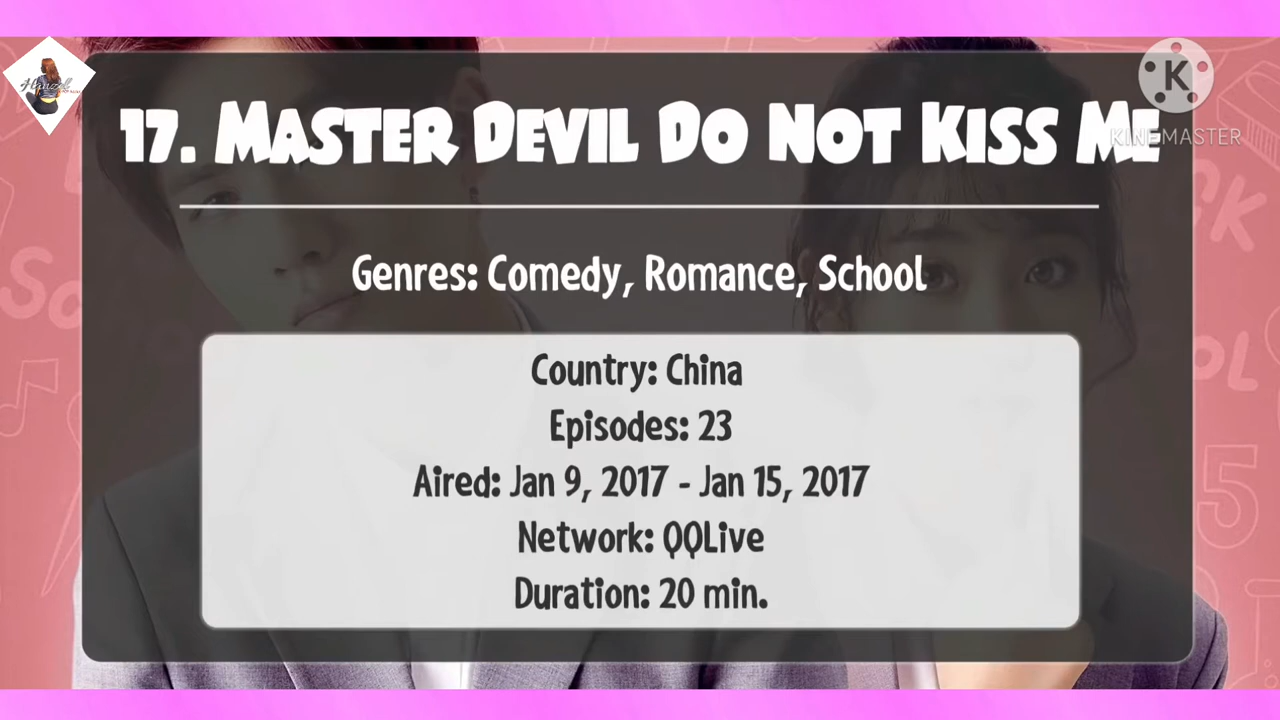 17. Master Devil Do Not Kiss Me
KINEMASTER
Genres: Comedy, Romance, School
Country: China
Episodes: 23
Aired: Jan 9, 2017 - Jan 15, 2017
Network: QQLive
Duration: 20 min.